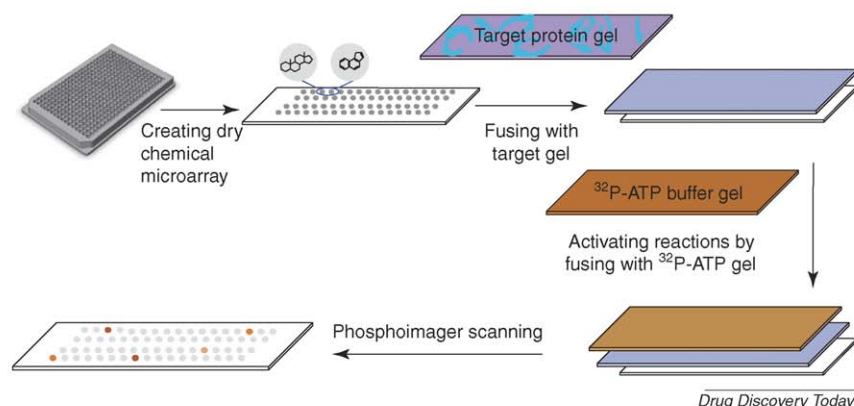 Target protein gel
Creating dry
chemical
microarray
Fusing with
target gel
³²P-ATP buffer gel
Activating reactions by
fusing with ³²P-ATP gel
Phosphoimager scanning
Drug Discovery Today